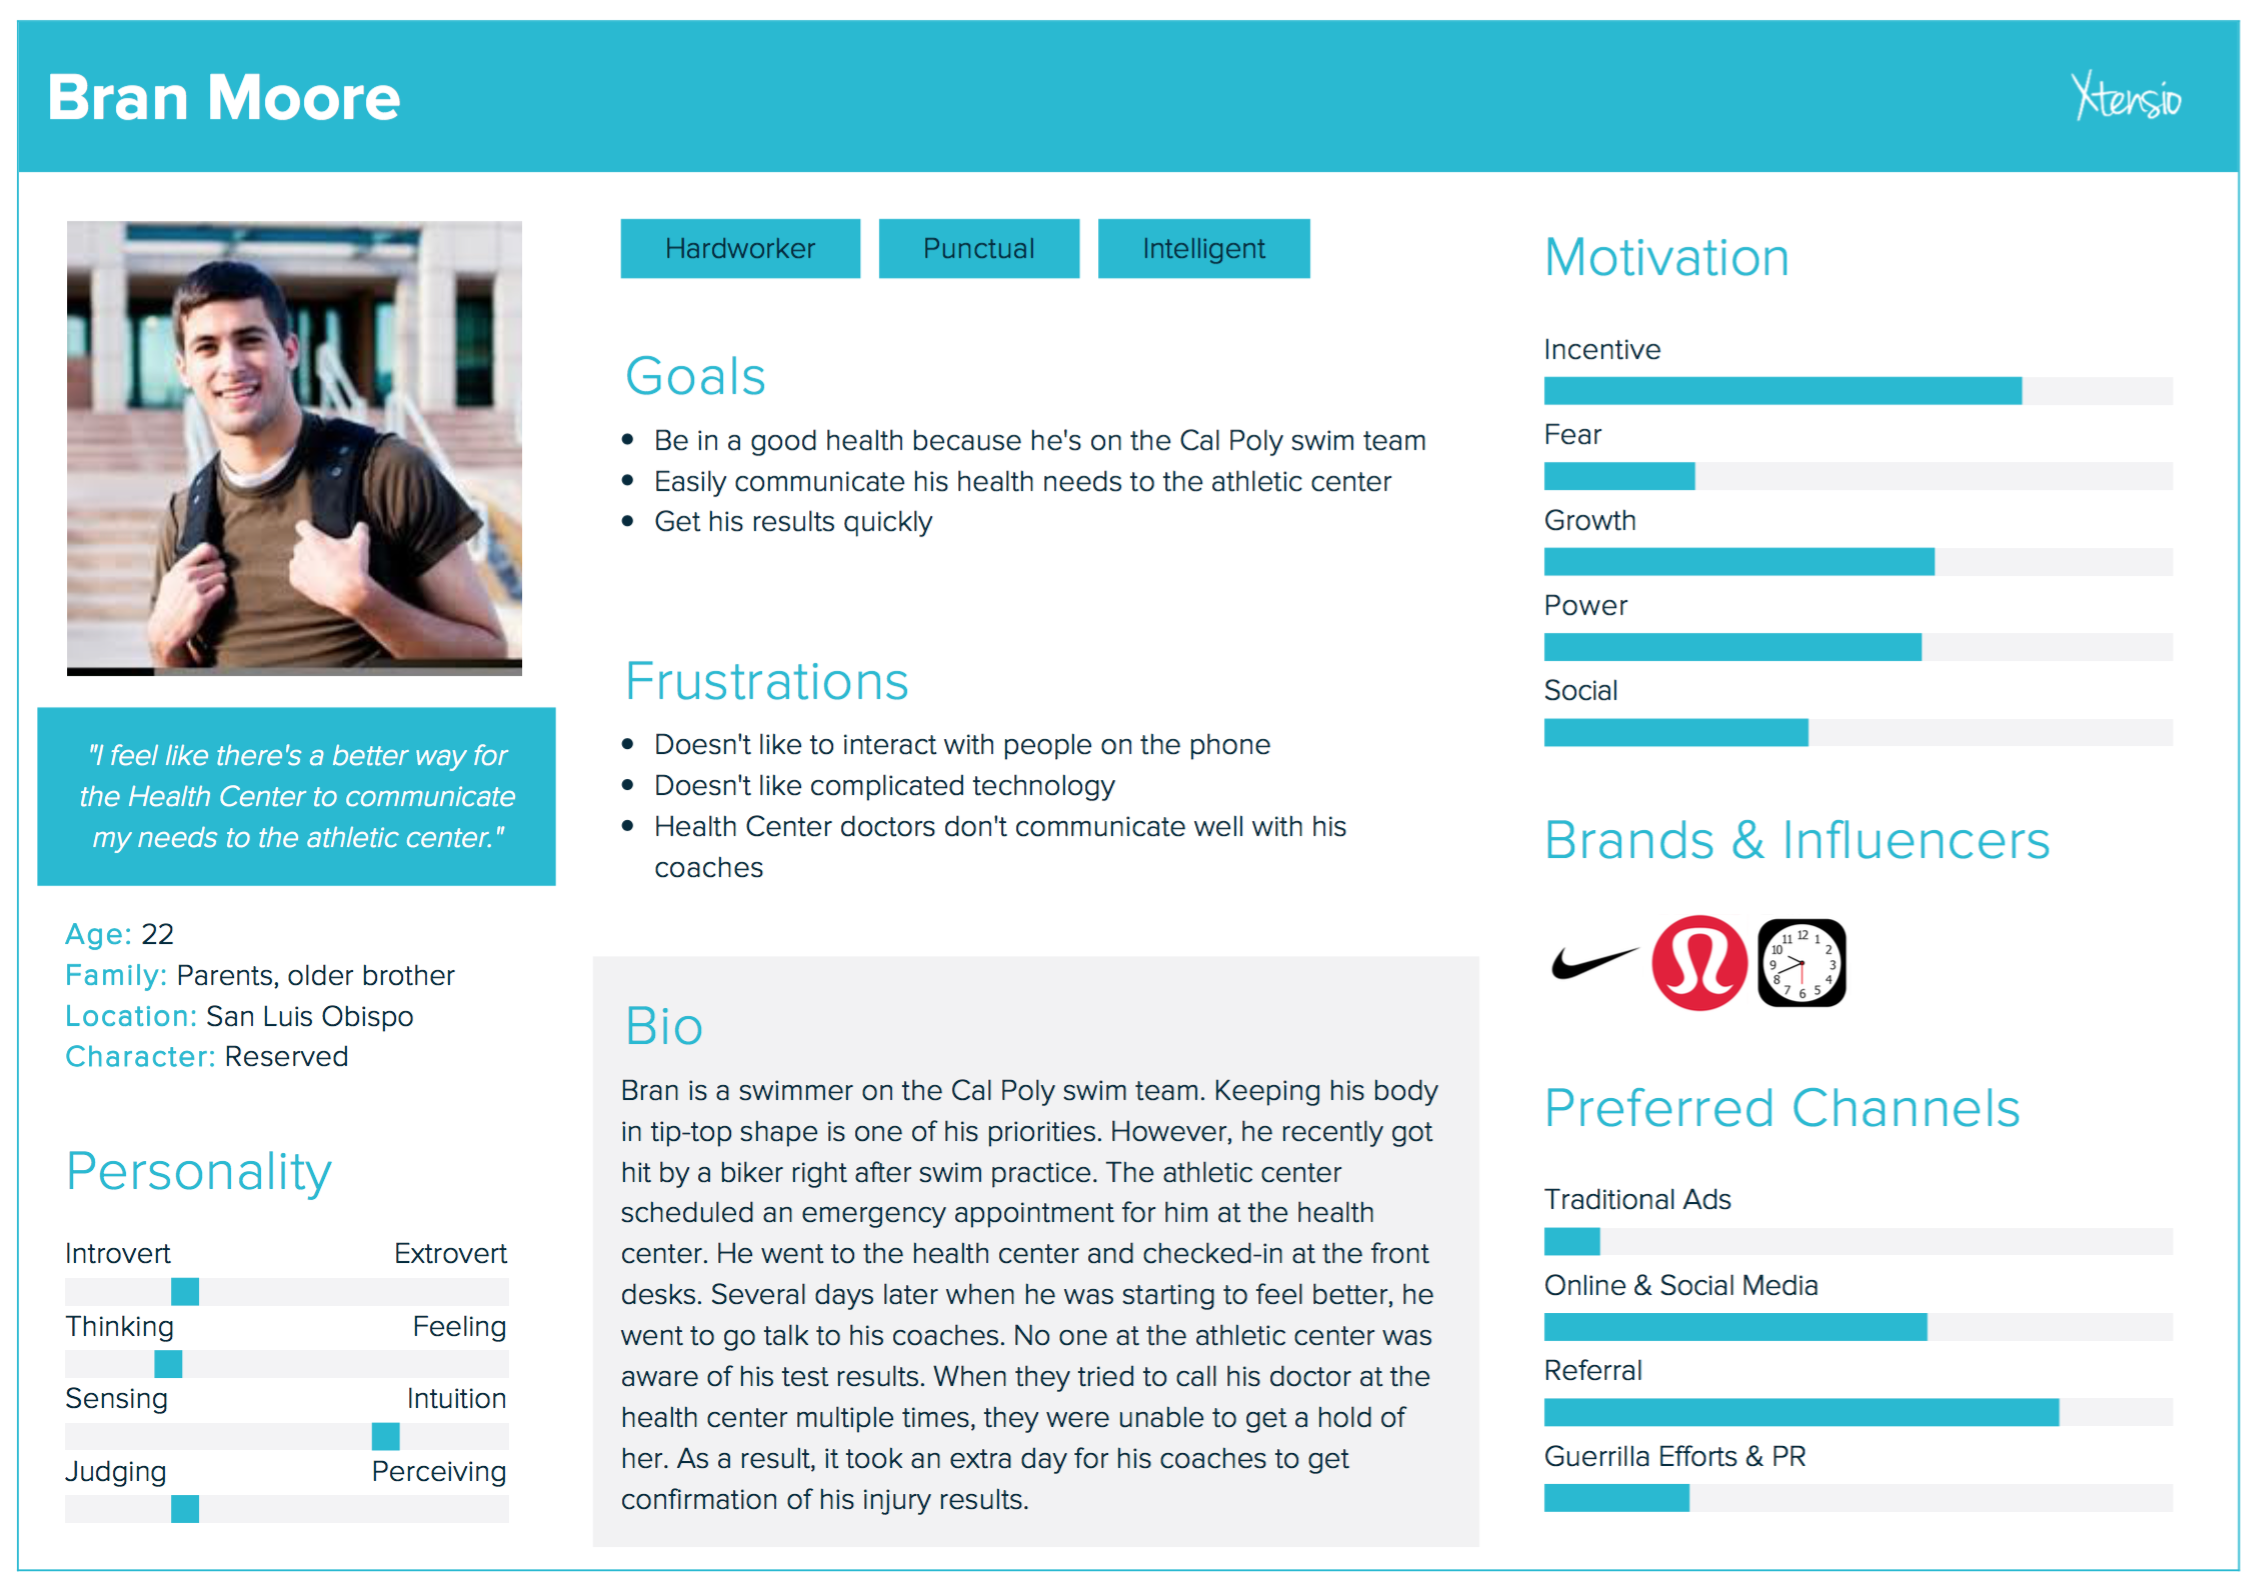 Bran Moore
Xtensio
"I feel like there's a better way for
the Health Center to communicate
my needs to the athletic center."
Age: 22
Family: Parents, older brother
Location: San Luis Obispo
Character: Reserved
Personality
Introvert Extrovert
Thinking Feeling
Sensing Intuition
Judging Perceiving
Hardworker Punctual Intelligent
Goals
• Be in a good health because he's on the Cal Poly swim team
• Easily communicate his health needs to the athletic center
• Get his results quickly
Frustrations
• Doesn't like to interact with people on the phone
• Doesn't like complicated technology
• Health Center doctors don't communicate well with his
coaches
Bio
Bran is a swimmer on the Cal Poly swim team. Keeping his body
in tip-top shape is one of his priorities. However, he recently got
hit by a biker right after swim practice. The athletic center
scheduled an emergency appointment for him at the health
center. He went to the health center and checked-in at the front
desks. Several days later when he was starting to feel better, he
went to go talk to his coaches. No one at the athletic center was
aware of his test results. When they tried to call his doctor at the
health center multiple times, they were unable to get a hold of
her. As a result, it took an extra day for his coaches to get
confirmation of his injury results.
Motivation
Incentive
Fear
Growth
Power
Social
Brands & Influencers
12 1 2 3 4 5 6 7 8 9 10 11
Preferred Channels
Traditional Ads
Online & Social Media
Referral
Guerrilla Efforts & PR